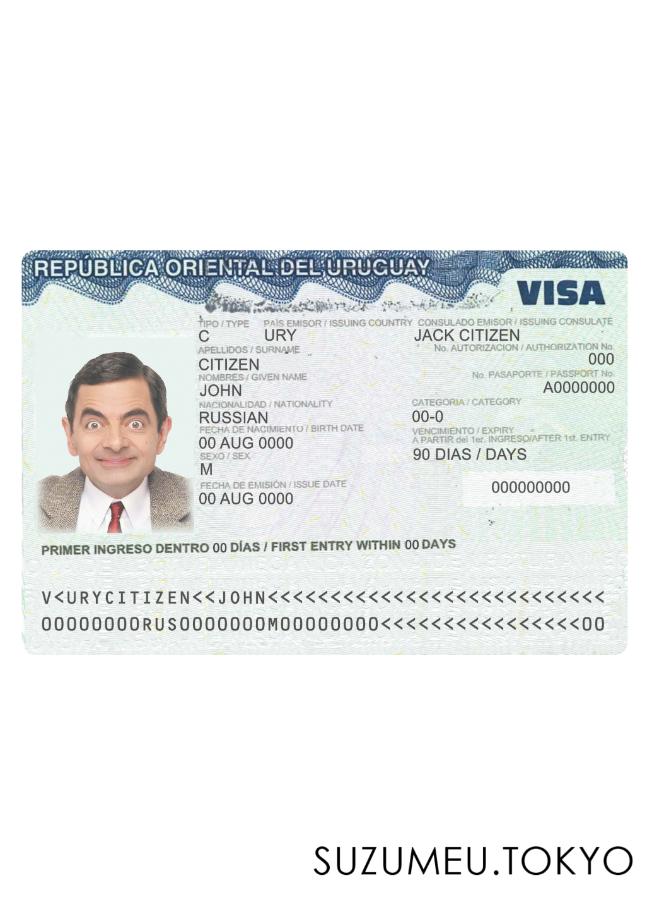 REPÚBLICA ORIENTAL DEL URUGUAY
VISA
TIPO / TYPE PAÍS EMISOR / ISSUING COUNTRY CONSULADO EMISOR / ISSUING CONSULATE
C URY JACK CITIZEN
APELLIDOS / SURNAME No. AUTORIZACION / AUTHORIZATION No.
CITIZEN 000
NOMBRES / GIVEN NAME No. PASAPORTE / PASSPORT No.
JOHN A0000000
NACIONALIDAD / NATIONALITY CATEGORIA / CATEGORY
RUSSIAN 00-0
FECHA DE NACIMIENTO / BIRTH DATE VENCIMIENTO / EXPIRY
A PARTIR del 1er. INGRESO/AFTER 1st. ENTRY
00 AUG 0000 90 DIAS / DAYS
SEXO / SEX
M
FECHA DE EMISIÓN / ISSUE DATE
00 AUG 0000 000000000
PRIMER INGRESO DENTRO 00 DÍAS / FIRST ENTRY WITHIN 00 DAYS
V<URYCITIZEN<<JOHN<<<<<<<<<<<<<<<<<<<<<<<<<<
00000000RUS0000000M00000000<<<<<<<<<<<<<<<00
SUZUMEU.TOKYO